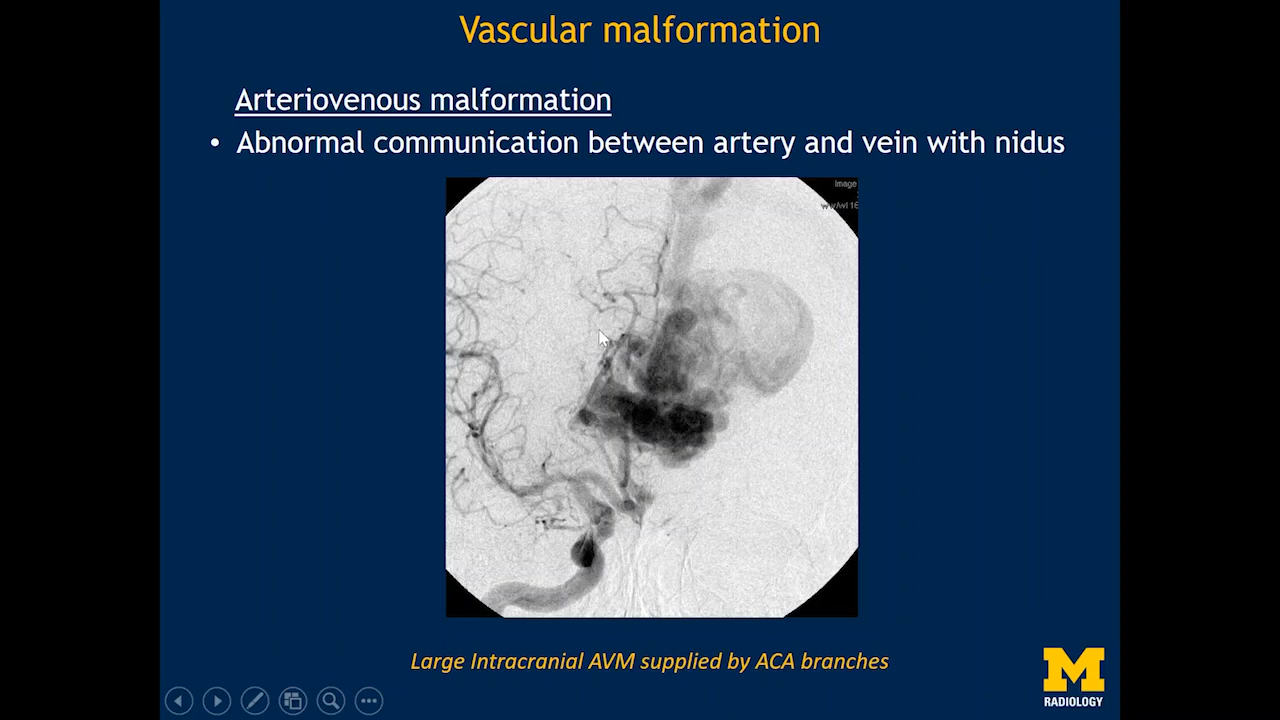 Vascular malformation
Arteriovenous malformation
• Abnormal communication between artery and vein with nidus
Image
Large Intracranial AVM supplied by ACA branches
M
RADIOLOGY